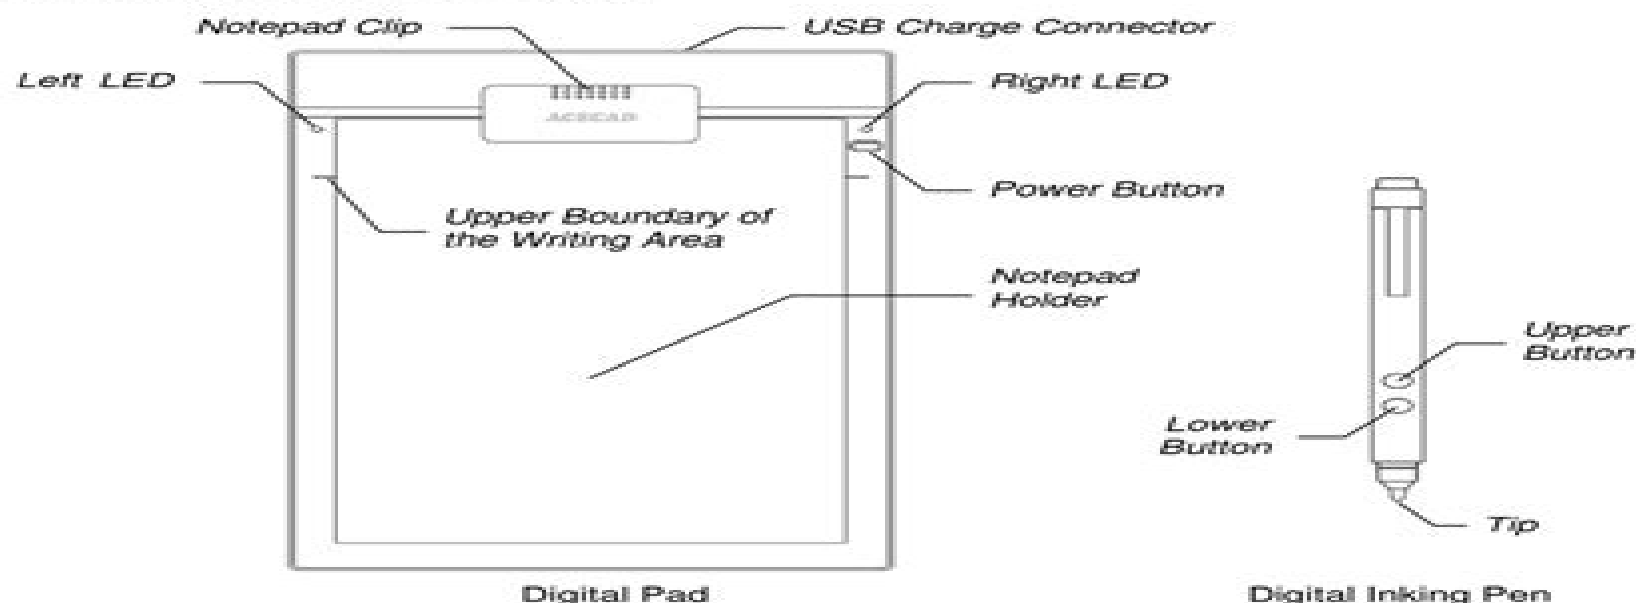 Notepad Clip
USB Charge Connector
Left LED
Right LED
ACECAD
Power Button
Upper Boundary of
the Writing Area
Notepad
Holder
Upper
Button
Lower
Button
Tip
Digital Pad
Digital Inking Pen